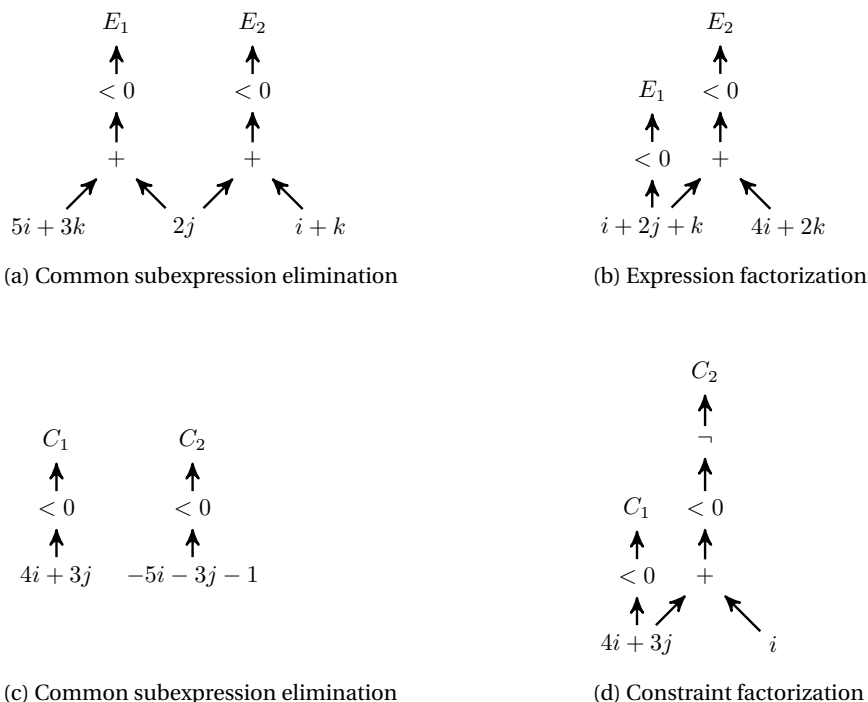 E₁ E₂
< 0 < 0
+ +
5i + 3k 2j i + k
(a) Common subexpression elimination
E₂
E₁ < 0
< 0 +
i + 2j + k 4i + 2k
(b) Expression factorization
C₁ C₂
< 0 < 0
4i + 3j −5i − 3j − 1
(c) Common subexpression elimination
C₂
¬
C₁ < 0
< 0 +
4i + 3j i
(d) Constraint factorization